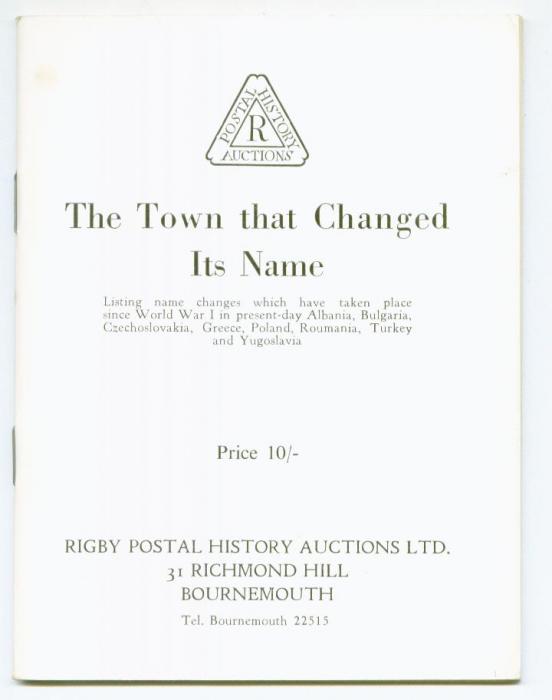 POSTAL HISTORY
R
AUCTIONS
The Town that Changed
Its Name
Listing name changes which have taken place
since World War I in present-day Albania, Bulgaria,
Czechoslovakia, Greece, Poland, Roumania, Turkey
and Yugoslavia
Price 10/-
RIGBY POSTAL HISTORY AUCTIONS LTD.
31 RICHMOND HILL
BOURNEMOUTH
Tel. Bournemouth 22515